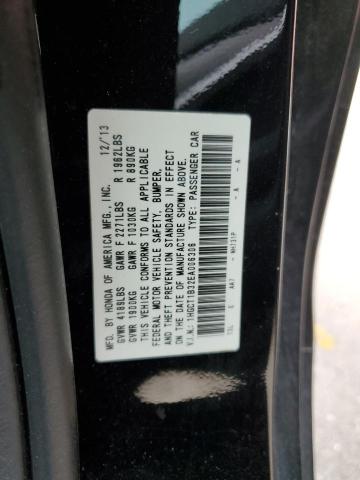 MFD. BY HONDA OF AMERICA MFG., INC. 12/'13
GVWR 4189LBS GAWR F 2271LBS R 1962LBS
GVWR 1900KG GAWR F 1030KG R 890KG
THIS VEHICLE CONFORMS TO ALL APPLICABLE
FEDERAL MOTOR VEHICLE SAFETY, BUMPER,
AND THEFT PREVENTION STANDARDS IN EFFECT
ON THE DATE OF MANUFACTURE SHOWN ABOVE.
V.I.N.: 1HGCT1B32EA006306 TYPE: PASSENGER CAR
E AA7 - NH731P - A - A